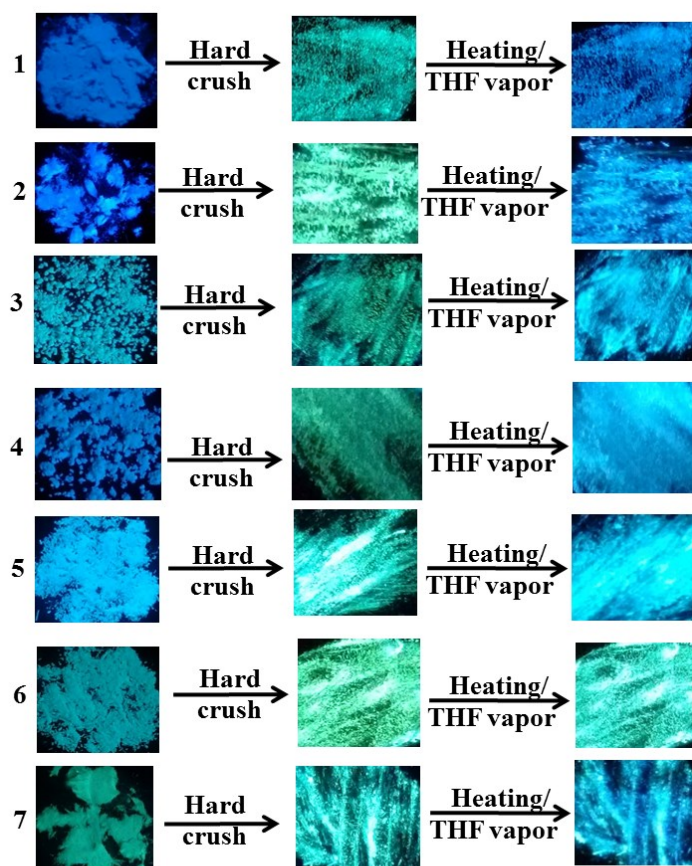 1 Hard crush Heating/ THF vapor
2 Hard crush Heating/ THF vapor
3 Hard crush Heating/ THF vapor
4 Hard crush Heating/ THF vapor
5 Hard crush Heating/ THF vapor
6 Hard crush Heating/ THF vapor
7 Hard crush Heating/ THF vapor